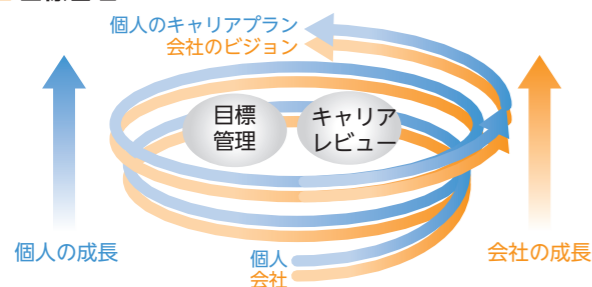 個人のキャリアプラン
会社のビジョン
目標
管理
キャリア
レビュー
個人の成長
会社の成長
個人
会社